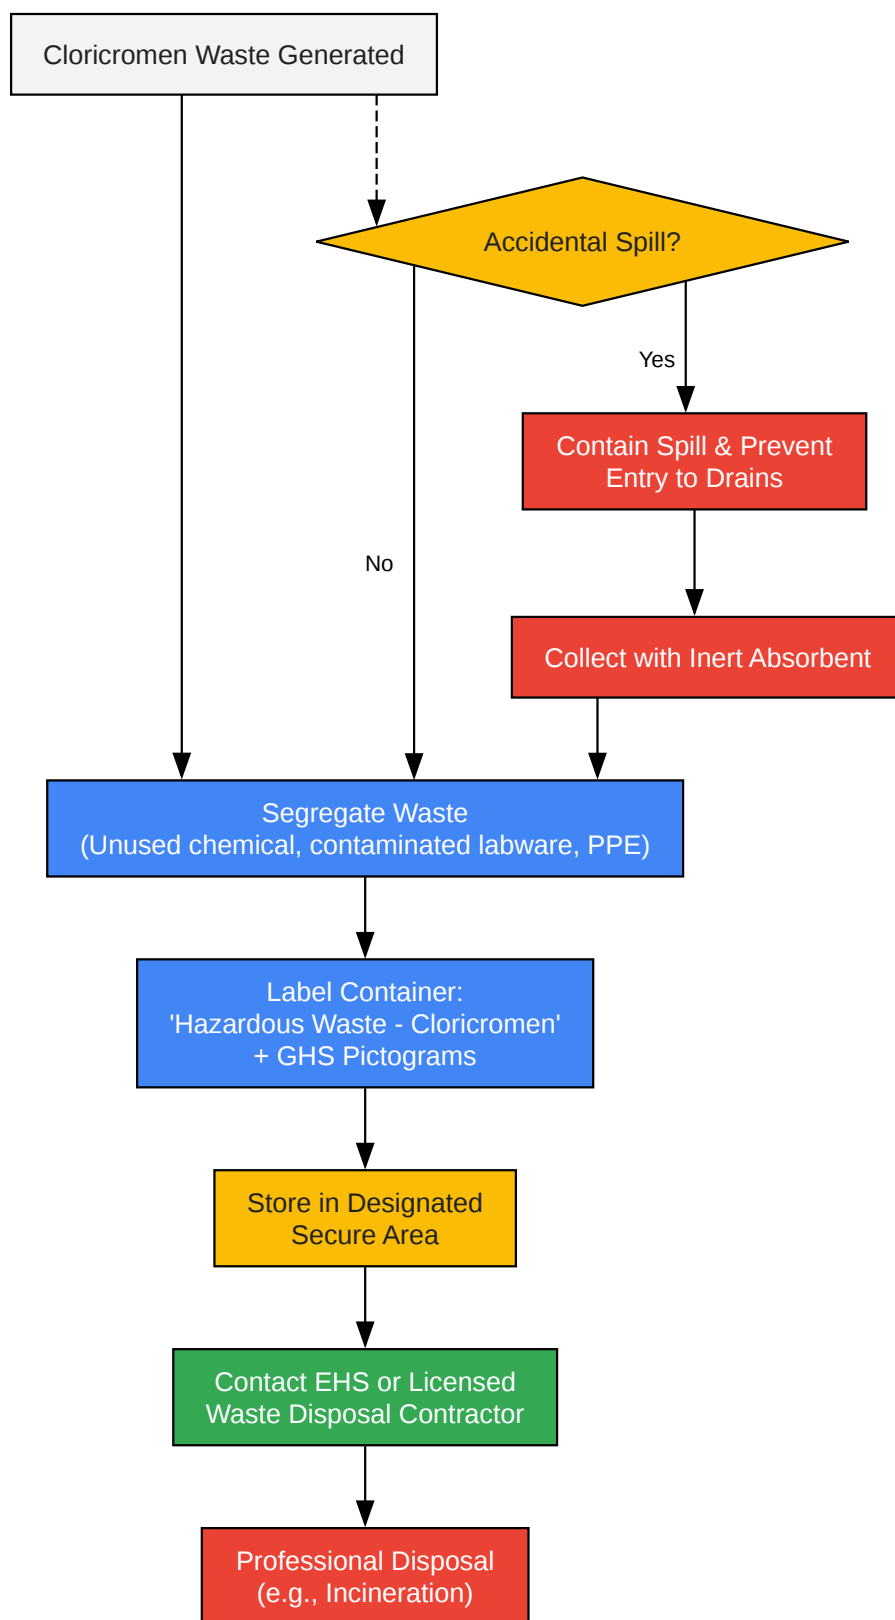 Cloricromen Waste Generated
Accidental Spill?
Yes
Contain Spill & Prevent
Entry to Drains
No
Collect with Inert Absorbent
Segregate Waste
(Unused chemical, contaminated labware, PPE)
Label Container:
'Hazardous Waste - Cloricromen'
+ GHS Pictograms
Store in Designated
Secure Area
Contact EHS or Licensed
Waste Disposal Contractor
Professional Disposal
(e.g., Incineration)